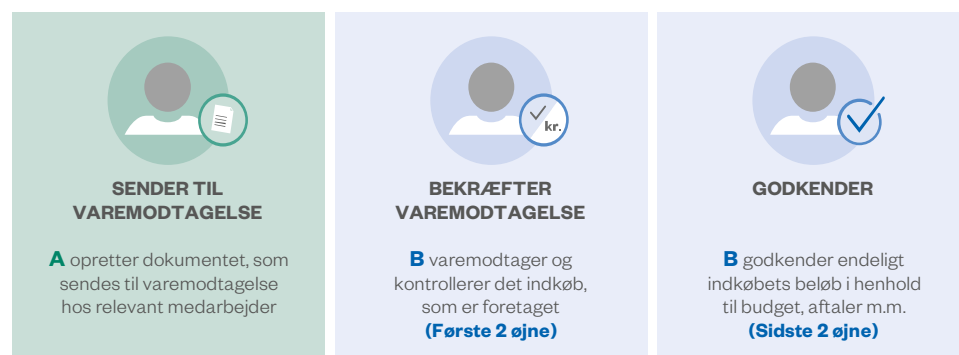 kr.
SENDER TIL
VAREMODTAGELSE
A opretter dokumentet, som
sendes til varemodtagelse
hos relevant medarbejder
BEKRÆFTER
VAREMODTAGELSE
B varemodtager og
kontrollerer det indkøb,
som er foretaget
(Første 2 øjne)
GODKENDER
B godkender endeligt
indkøbets beløb i henhold
til budget, aftaler m.m.
(Sidste 2 øjne)